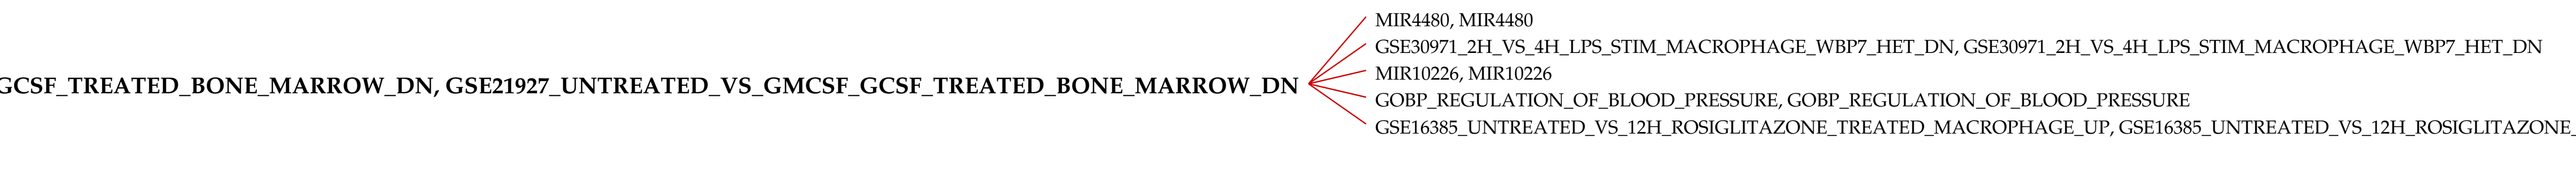 GCSF_TREATED_BONE_MARROW_DN, GSE21927_UNTREATED_VS_GMCSF_GCSF_TREATED_BONE_MARROW_DN
MIR4480, MIR4480
GSE30971_2H_VS_4H_LPS_STIM_MACROPHAGE_WBP7_HET_DN, GSE30971_2H_VS_4H_LPS_STIM_MACROPHAGE_WBP7_HET_DN
MIR10226, MIR10226
GOBP_REGULATION_OF_BLOOD_PRESSURE, GOBP_REGULATION_OF_BLOOD_PRESSURE
GSE16385_UNTREATED_VS_12H_ROSIGLITAZONE_TREATED_MACROPHAGE_UP, GSE16385_UNTREATED_VS_12H_ROSIGLITAZONE_